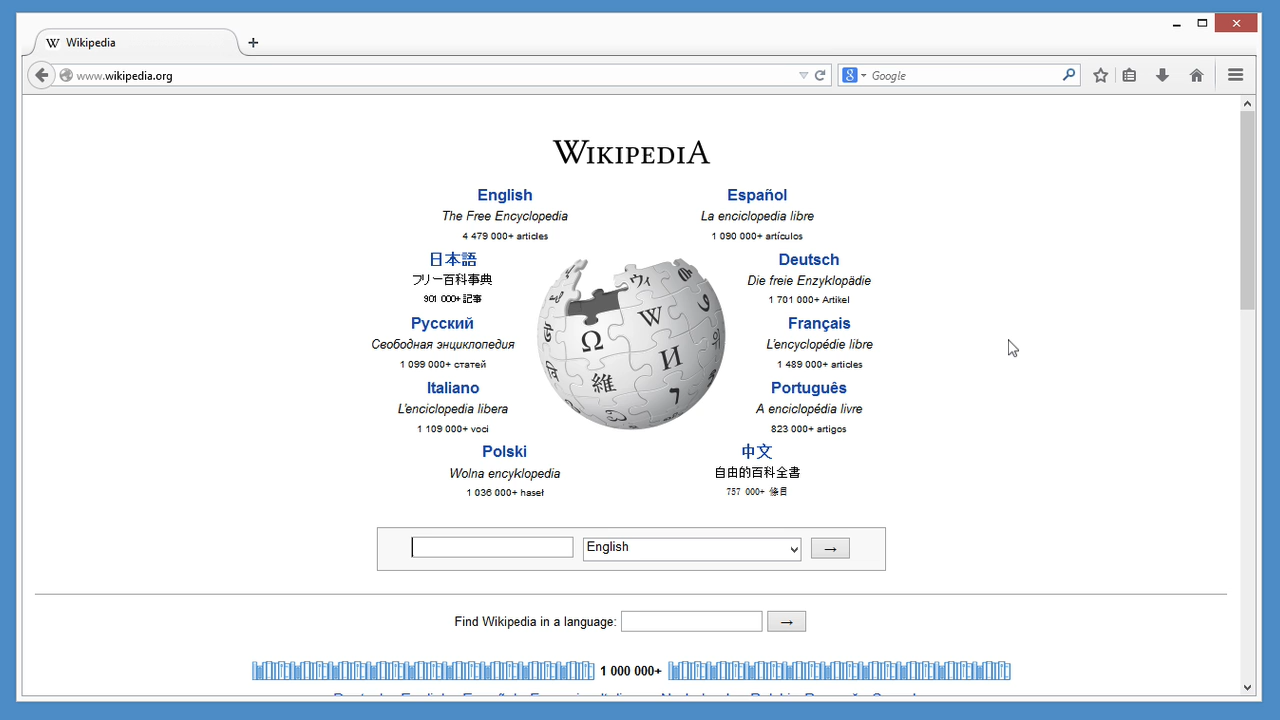 Wikipedia
www.wikipedia.org
Google
WIKIPEDIA
English
The Free Encyclopedia
4 479 000+ articles
Español
La enciclopedia libre
1 090 000+ artículos
日本語
フリー百科事典
901 000+ 記事
Deutsch
Die freie Enzyklopädie
1 701 000+ Artikel
Русский
Свободная энциклопедия
1 099 000+ статей
Français
L'encyclopédie libre
1 489 000+ articles
Italiano
L'enciclopedia libera
1 109 000+ voci
Português
A enciclopédia livre
823 000+ artigos
Polski
Wolna encyklopedia
1 036 000+ haseł
中文
自由的百科全書
757 000+ 條目
English
Find Wikipedia in a language:
1 000 000+